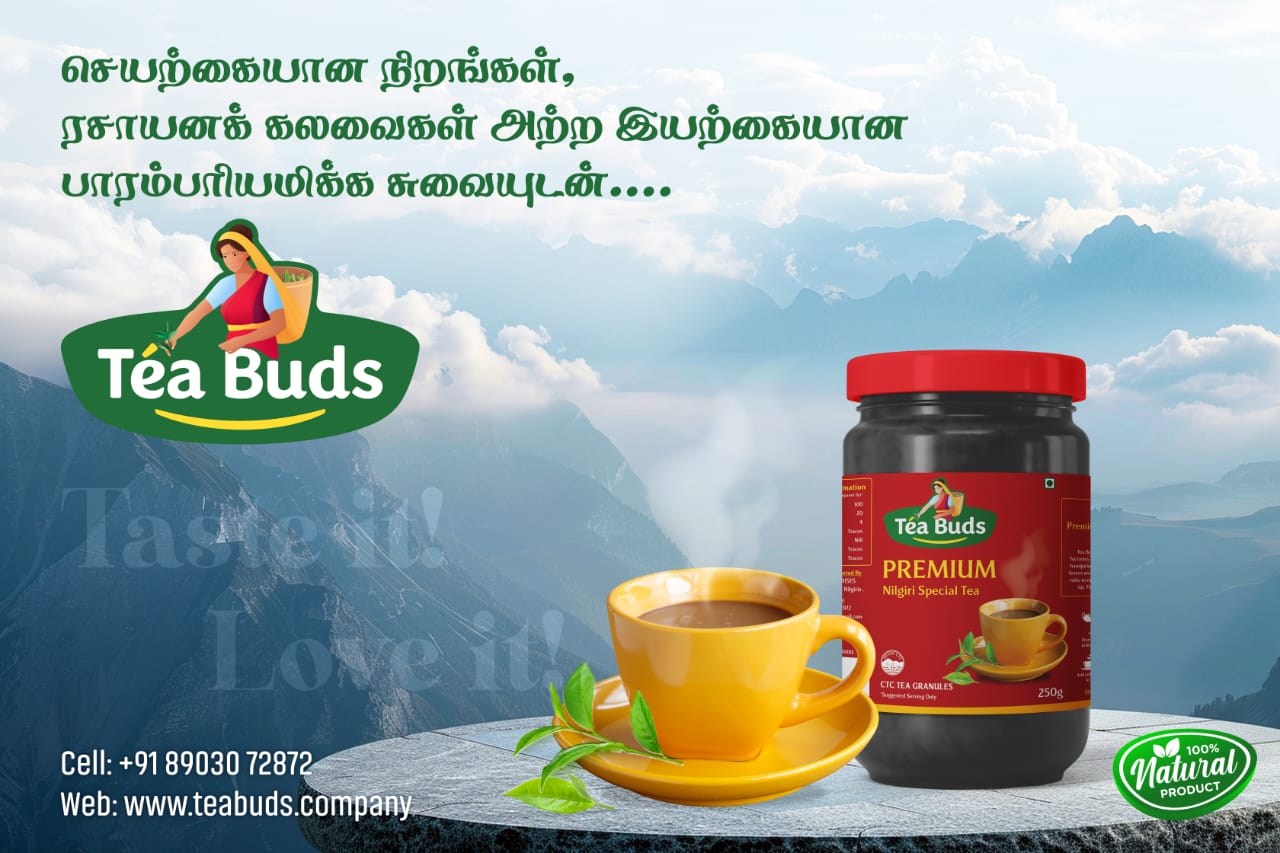 செயற்கையான நிறங்கள்,
ரசாயனக் கலவைகள் அற்ற இயற்கையான
பாரம்பரியமிக்க சுவையுடன்....
Téa Buds
Taste it!
Love it!
Cell: +91 89030 72872
Web: www.teabuds.company
Téa Buds
PREMIUM
Nilgiri Special Tea
CTC TEA GRANULES
*Suggested Serving Only
250g
100%
Natural
PRODUCT